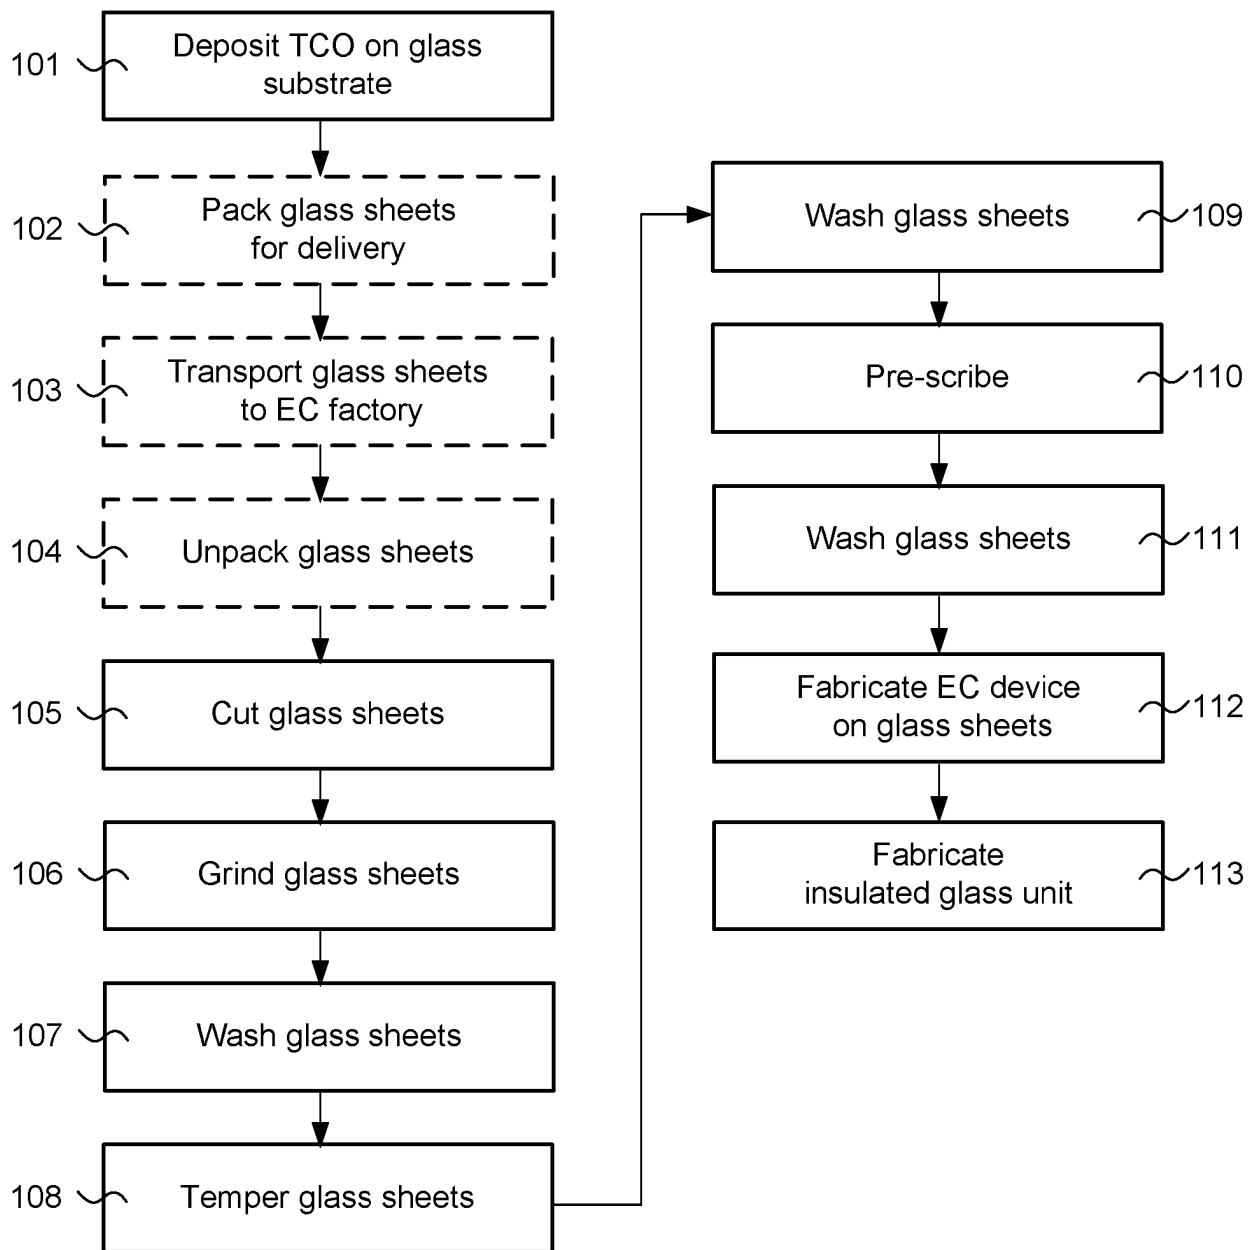 101
Deposit TCO on glass
substrate
102
Pack glass sheets
for delivery
103
Transport glass sheets
to EC factory
104
Unpack glass sheets
105
Cut glass sheets
106
Grind glass sheets
107
Wash glass sheets
108
Temper glass sheets
Wash glass sheets
109
Pre-scribe
110
Wash glass sheets
111
Fabricate EC device
on glass sheets
112
Fabricate
insulated glass unit
113